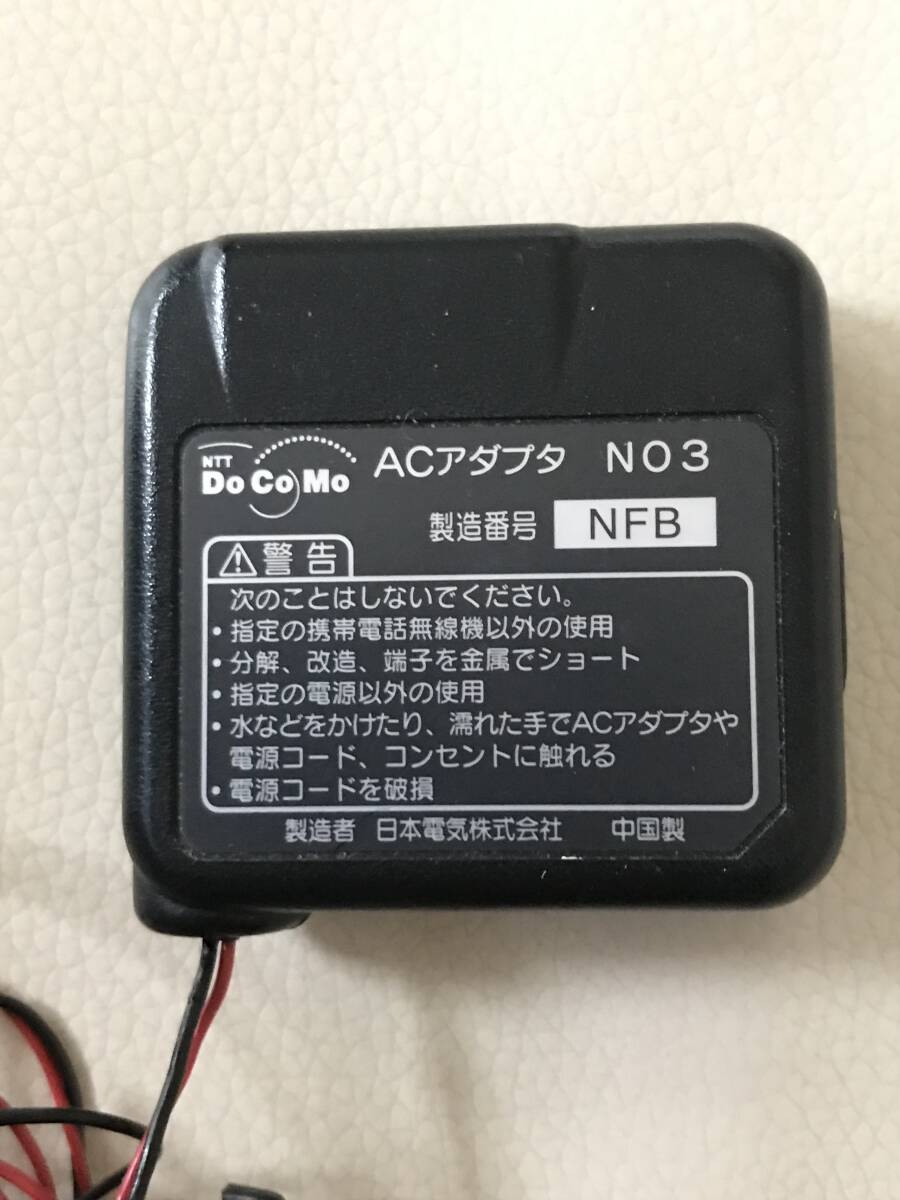 NTT
DoCoMo ACアダプタ N03
製造番号 NFB
警告
次のことはしないでください。
・指定の携帯電話無線機以外の使用
・分解、改造、端子を金属でショート
・指定の電源以外の使用
・水などをかけたり、濡れた手でACアダプタや
電源コード、コンセントに触れる
・電源コードを破損
製造者 日本電気株式会社 中国製